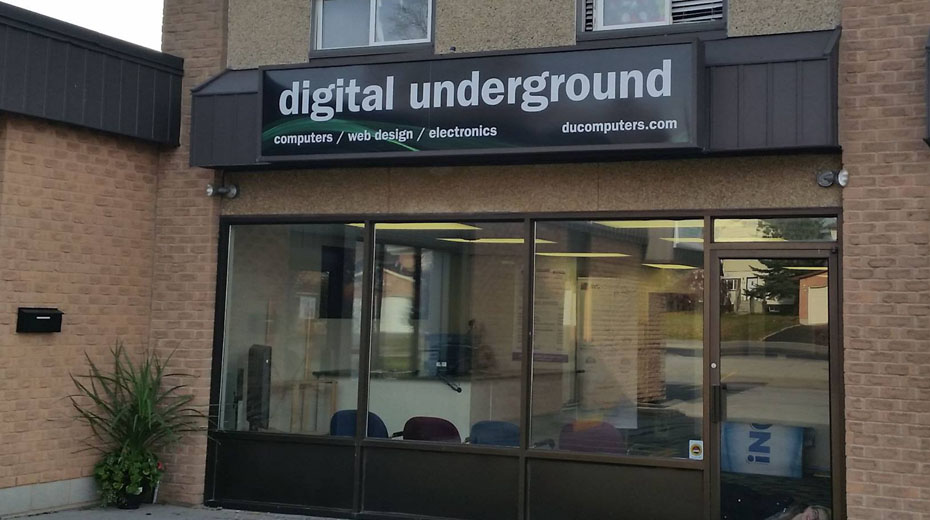 digital underground
computers / web design / electronics ducomputers.com